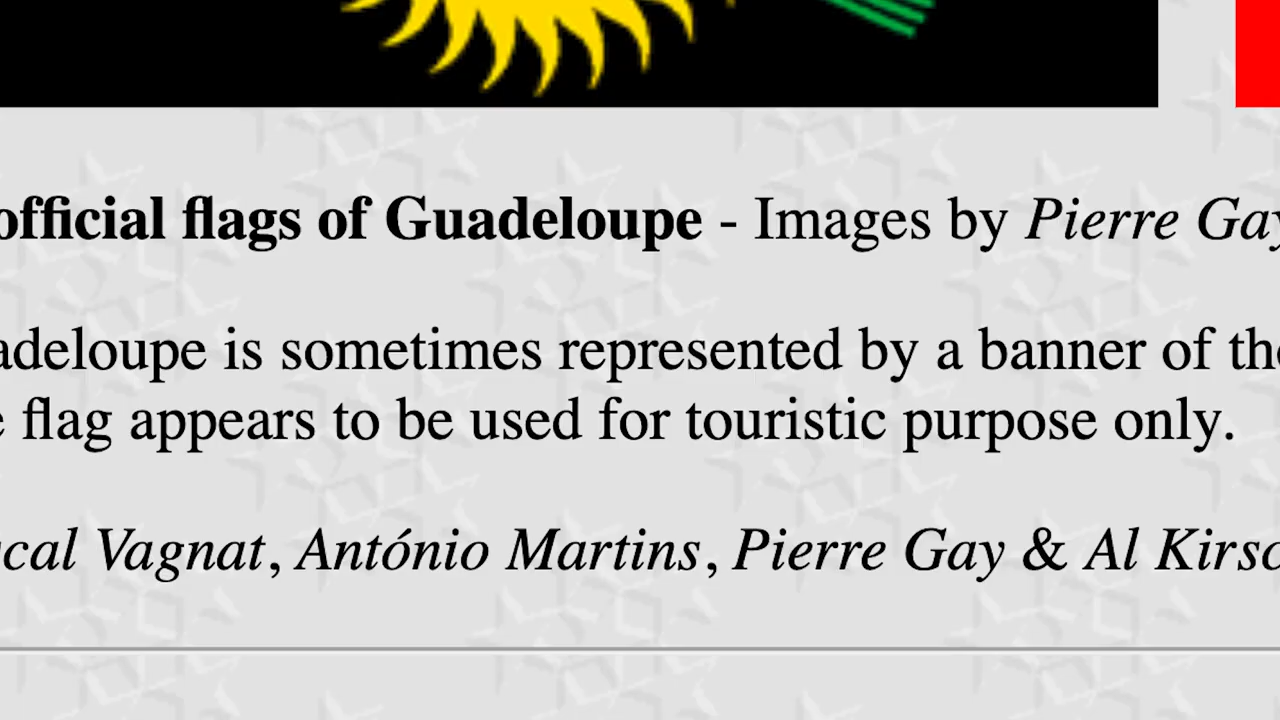 official flags of Guadeloupe - Images by Pierre Gay
adeloupe is sometimes represented by a banner of the
e flag appears to be used for touristic purpose only.
cal Vagnat, António Martins, Pierre Gay & Al Kirsc